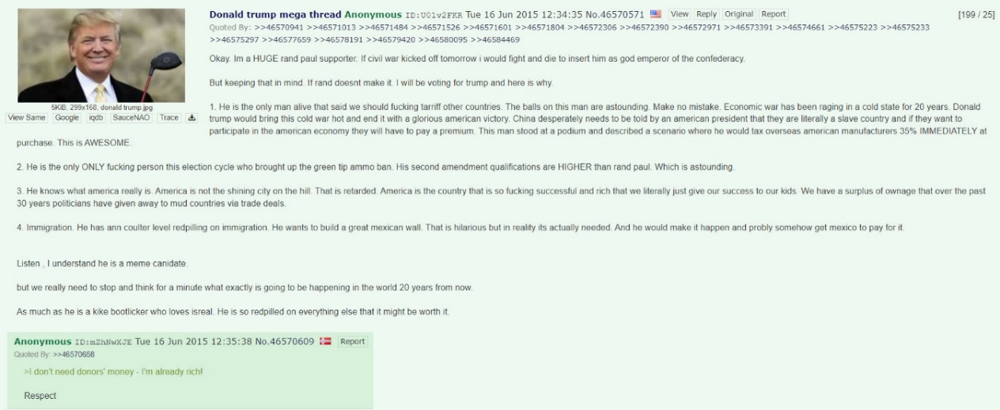 Donald trump mega thread Anonymous ID:U01v2FKR Tue 16 Jun 2015 12:34:35 No.46570571 View Reply Original Report [199 / 25]
Quoted By: >>46570941 >>46571013 >>46571484 >>46571526 >>46571601 >>46571804 >>46572306 >>46572390 >>46572971 >>46573391 >>46574661 >>46575223 >>46575233
>>46575297 >>46577659 >>46578191 >>46579420 >>46580095 >>46584469
5KiB, 299x168, donald trump.jpg
View Same Google iqdb SauceNAO Trace
Okay. Im a HUGE rand paul supporter. If civil war kicked off tomorrow i would fight and die to insert him as god emperor of the confederacy.
But keeping that in mind. If rand doesnt make it. I will be voting for trump and here is why.
1. He is the only man alive that said we should fucking tarriff other countries. The balls on this man are astounding. Make no mistake. Economic war has been raging in a cold state for 20 years. Donald
trump would bring this cold war hot and end it with a glorious american victory. China desperately needs to be told by an american president that they are literally a slave country and if they want to
participate in the american economy they will have to pay a premium. This man stood at a podium and described a scenario where he would tax overseas american manufacturers 35% IMMEDIATELY at
purchase. This is AWESOME.
2. He is the only ONLY fucking person this election cycle who brought up the green tip ammo ban. His second amendment qualifications are HIGHER than rand paul. Which is astounding.
3. He knows what america really is. America is not the shining city on the hill. That is retarded. America is the country that is so fucking successful and rich that we literally just give our success to our kids. We have a surplus of ownage that over the past
30 years politicians have given away to mud countries via trade deals.
4. Immigration. He has ann coulter level redpilling on immigration. He wants to build a great mexican wall. That is hilarious but in reality its actually needed. And he would make it happen and probly somehow get mexico to pay for it.
Listen , I understand he is a meme canidate.
but we really need to stop and think for a minute what exactly is going to be happening in the world 20 years from now.
As much as he is a kike bootlicker who loves isreal. He is so redpilled on everything else that it might be worth it.
Anonymous ID:mZhNwXJE Tue 16 Jun 2015 12:35:38 No.46570609 Report
Quoted By: >>46570658
>I don't need donors' money - I'm already rich!
Respect